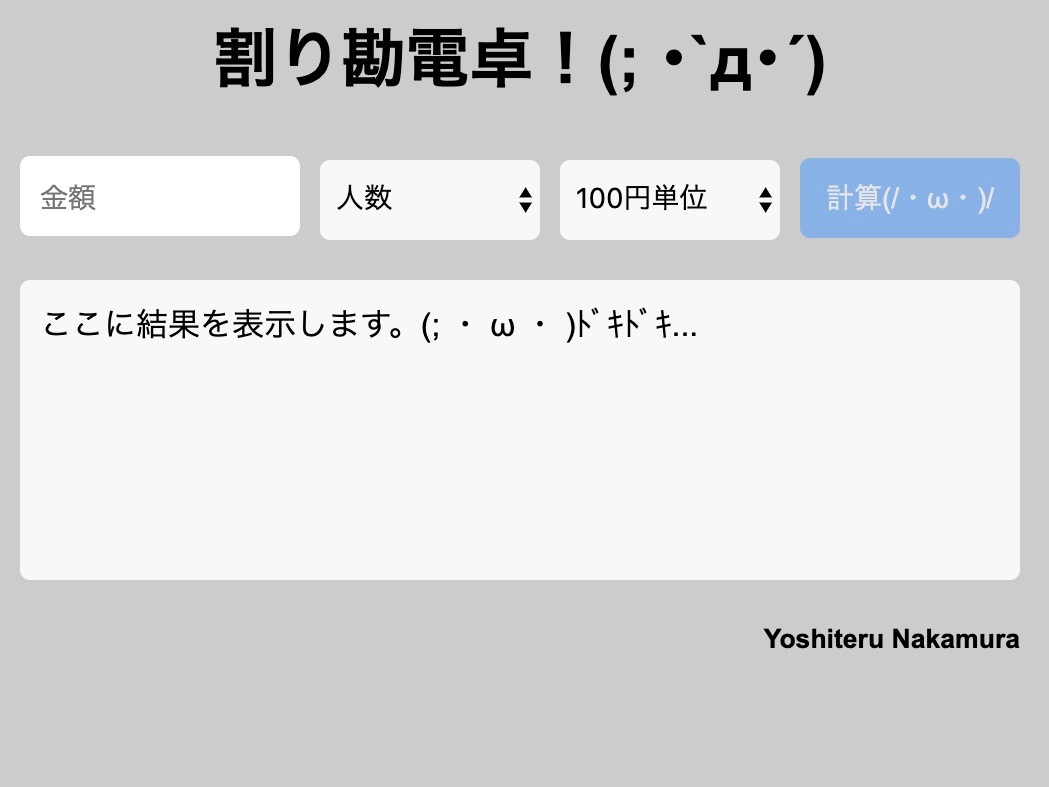 割り勘電卓！(; ･`д･´)
金額
人数
100円単位
計算(/・ω・)/
ここに結果を表示します。(; ・ ω ・ )ﾄﾞｷﾄﾞｷ...
Yoshiteru Nakamura